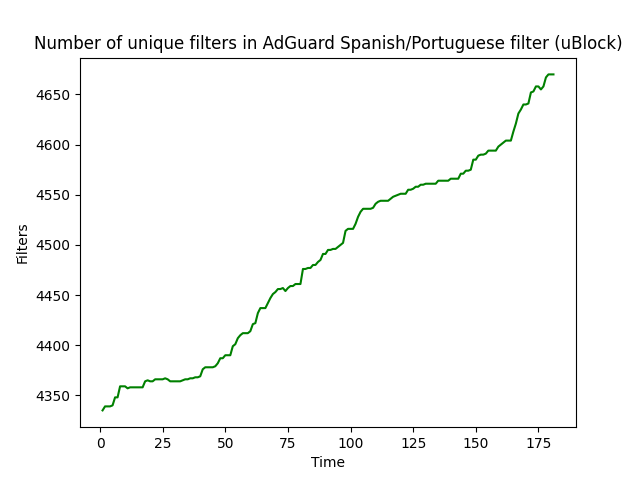 Number of unique filters in AdGuard Spanish/Portuguese filter (uBlock)
Filters
4650
4600
4550
4500
4450
4400
4350
0 25 50 75 100 125 150 175
Time